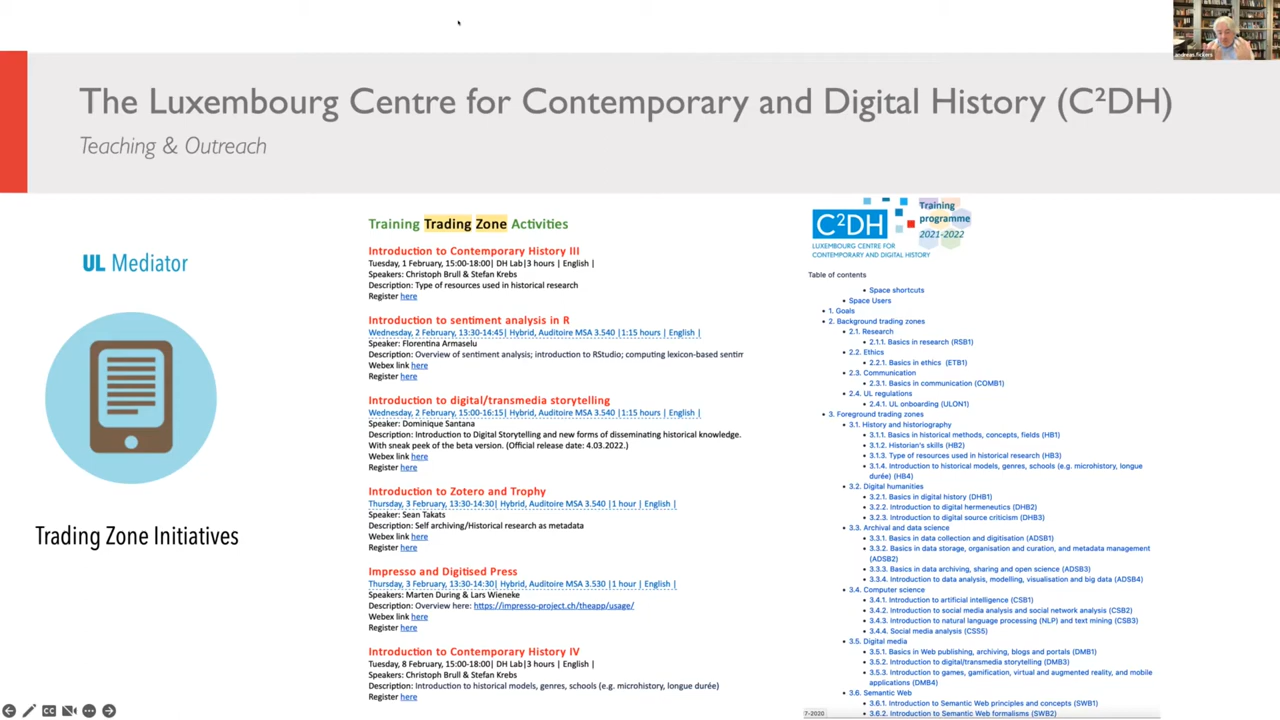 andreas.fickers
The Luxembourg Centre for Contemporary and Digital History (C²DH)
Teaching & Outreach
UL Mediator
Trading Zone Initiatives
Training Trading Zone Activities
Introduction to Contemporary History III
Tuesday, 1 February, 15:00-18:00| DH Lab|3 hours | English |
Speakers: Christoph Brull & Stefan Krebs
Description: Type of resources used in historical research
Register here
Introduction to sentiment analysis in R
Wednesday, 2 February, 13:30-14:45| Hybrid, Auditoire MSA 3.540 |1:15 hours | English |
Speaker: Florentina Armaselu
Description: Overview of sentiment analysis; introduction to RStudio; computing lexicon-based sentim
Webex link here
Register here
Introduction to digital/transmedia storytelling
Wednesday, 2 February, 15:00-16:15| Hybrid, Auditoire MSA 3.540 |1:15 hours | English |
Speaker: Dominique Santana
Description: Introduction to Digital Storytelling and new forms of disseminating historical knowledge.
With sneak peek of the beta version. (Official release date: 4.03.2022.)
Webex link here
Register here
Introduction to Zotero and Trophy
Thursday, 3 February, 13:30-14:30| Hybrid, Auditoire MSA 3.540 |1 hour | English |
Speaker: Sean Takats
Description: Self archiving/Historical research as metadata
Webex link here
Register here
Impresso and Digitised Press
Thursday, 3 February, 13:30-14:30| Hybrid, Auditoire MSA 3.530 |1 hour | English |
Speakers: Marten During & Lars Wieneke
Description: Overview here: https://impresso-project.ch/theapp/usage/
Webex link here
Register here
Introduction to Contemporary History IV
Tuesday, 8 February, 15:00-18:00| DH Lab|3 hours | English |
Speakers: Christoph Brull & Stefan Krebs
Description: Introduction to historical models, genres, schools (e.g. microhistory, longue durée)
Register here
C²DH
LUXEMBOURG CENTRE FOR
CONTEMPORARY AND DIGITAL HISTORY
Training
programme
2021-2022
Table of contents
Space shortcuts
Space Users
1. Goals
2. Background trading zones
2.1. Research
2.1.1. Basics in research (RSB1)
2.2. Ethics
2.2.1. Basics in ethics (ETB1)
2.3. Communication
2.3.1. Basics in communication (COMB1)
2.4. UL regulations
2.4.1. UL onboarding (ULON1)
3. Foreground trading zones
3.1. History and historiography
3.1.1. Basics in historical methods, concepts, fields (HB1)
3.1.2. Historian's skills (HB2)
3.1.3. Type of resources used in historical research (HB3)
3.1.4. Introduction to historical models, genres, schools (e.g. microhistory, longue
durée) (HB4)
3.2. Digital humanities
3.2.1. Basics in digital history (DHB1)
3.2.2. Introduction to digital hermeneutics (DHB2)
3.2.3. Introduction to digital source criticism (DHB3)
3.3. Archival and data science
3.3.1. Basics in data collection and digitisation (ADSB1)
3.3.2. Basics in data storage, organisation and curation, and metadata management
(ADSB2)
3.3.3. Basics in data archiving, sharing and open science (ADSB3)
3.3.4. Introduction to data analysis, modelling, visualisation and big data (ADSB4)
3.4. Computer science
3.4.1. Introduction to artificial intelligence (CSB1)
3.4.2. Introduction to social media analysis and social network analysis (CSB2)
3.4.3. Introduction to natural language processing (NLP) and text mining (CSB3)
3.4.4. Social media analysis (CSS5)
3.5. Digital media
3.5.1. Basics in Web publishing, archiving, blogs and portals (DMB1)
3.5.2. Introduction to digital/transmedia storytelling (DMB3)
3.5.3. Introduction to games, gamification, virtual and augmented reality, and mobile
applications (DMB4)
3.6. Semantic Web
3.6.1. Introduction to Semantic Web principles and concepts (SWB1)
3.6.2. Introduction to Semantic Web formalisms (SWB2)
7-2020
CC